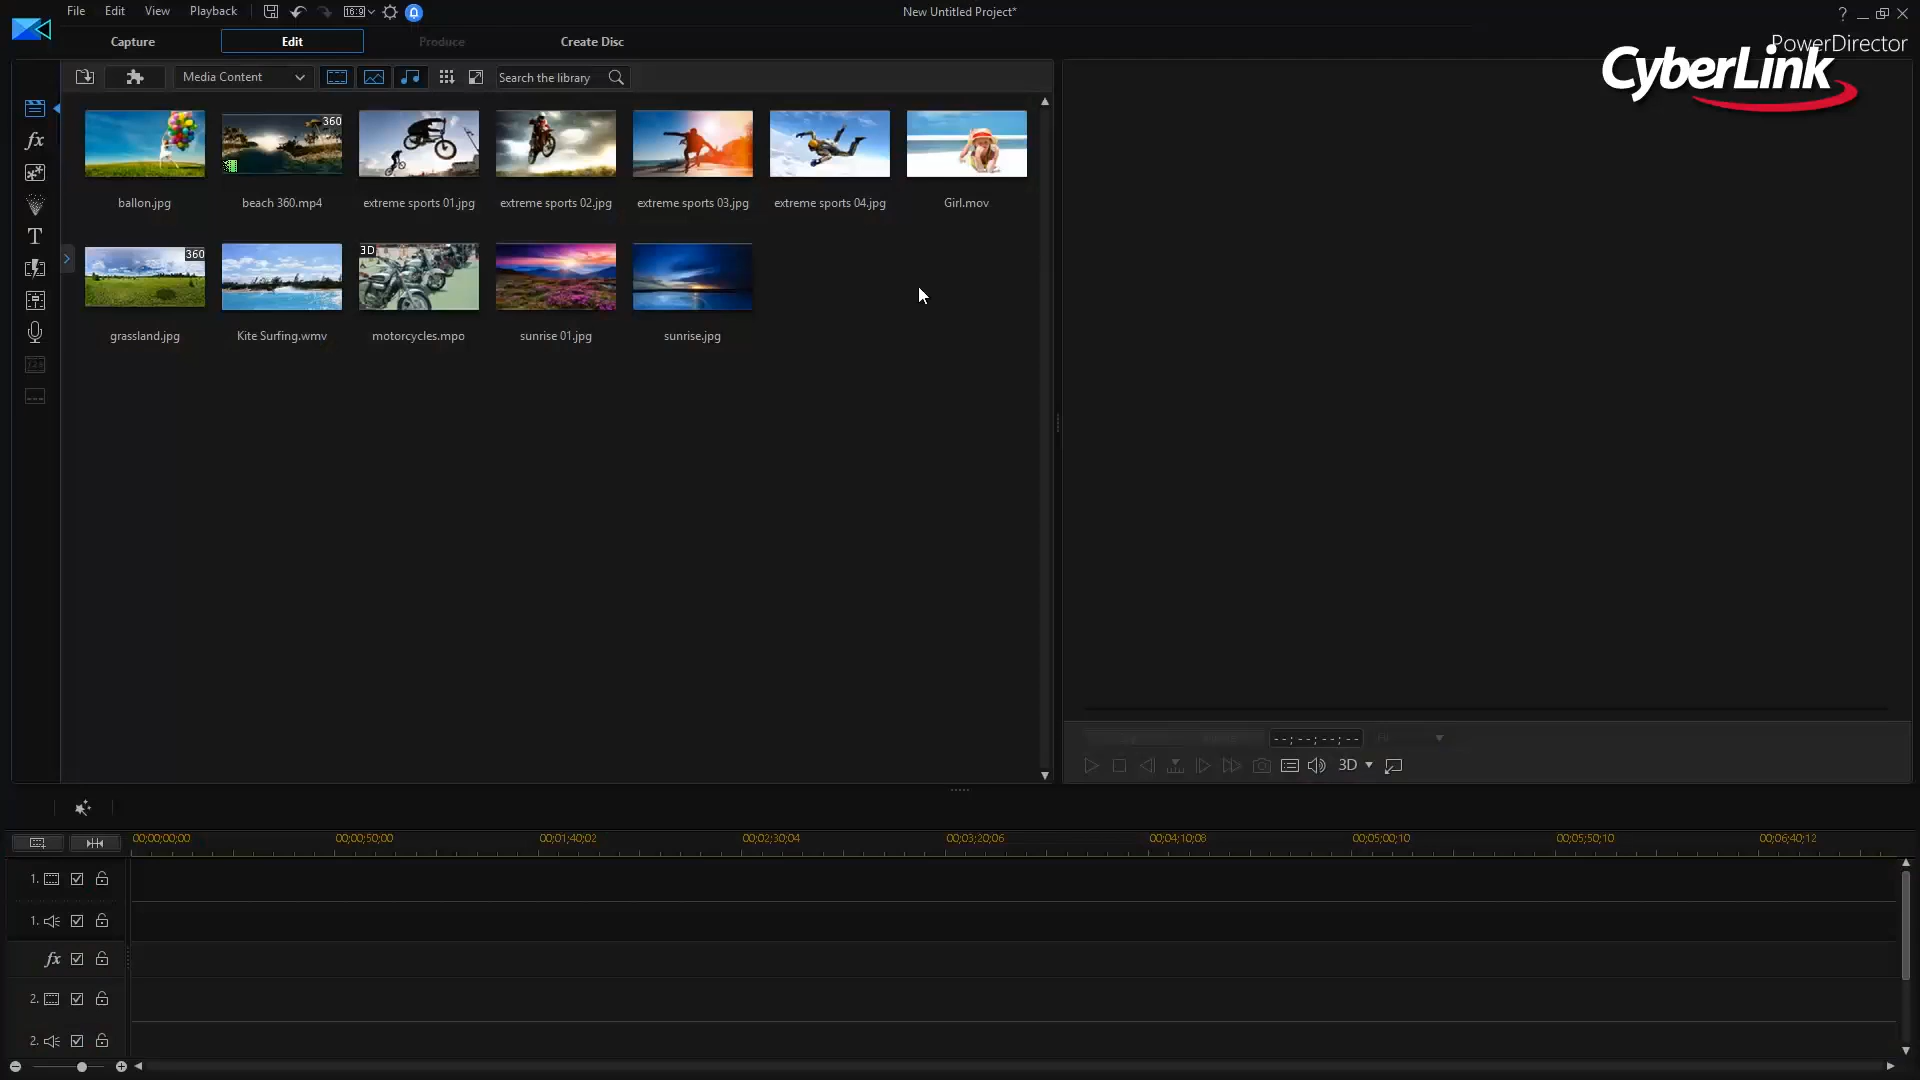 File Edit View Playback 16:9 New Untitled Project* ?
PowerDirector
CyberLink
Capture Edit Produce Create Disc
Media Content Search the library
fx
T
360
ballon.jpg beach 360.mp4 extreme sports 01.jpg extreme sports 02.jpg extreme sports 03.jpg extreme sports 04.jpg Girl.mov
360 3D
grassland.jpg Kite Surfing.wmv motorcycles.mpo sunrise 01.jpg sunrise.jpg
--;--;--;--
3D
00;00;00;00 00;00;50;00 00;01;40;02 00;02;30;04 00;03;20;06 00;04;10;08 00;05;00;10 00;05;50;10 00;06;40;12
1.
1.
fx
2.
2.